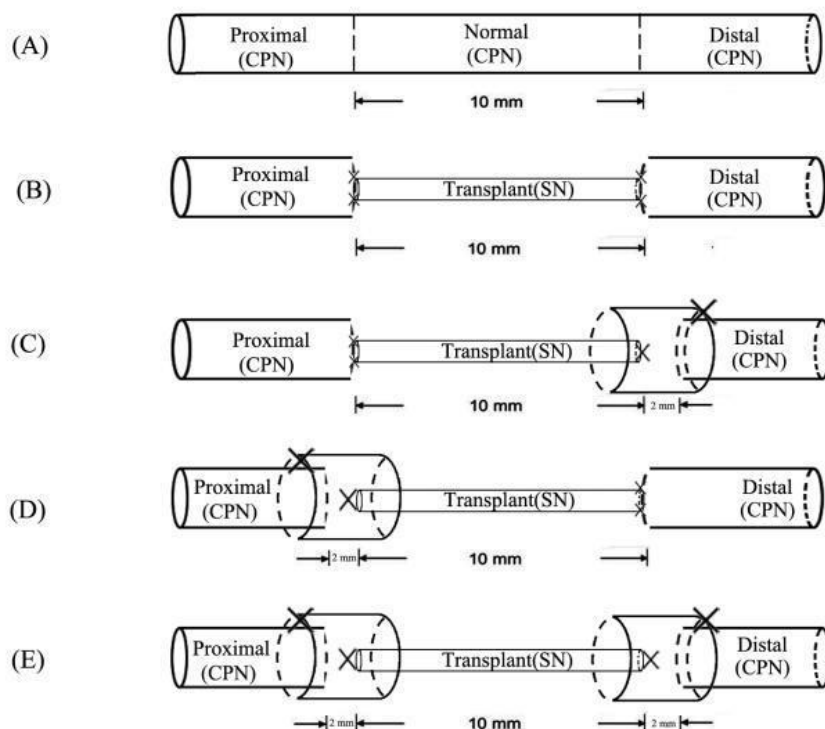 (A)
Proximal
(CPN)
Normal
(CPN)
Distal
(CPN)
10 mm
(B)
Proximal
(CPN)
Transplant(SN)
Distal
(CPN)
10 mm
(C)
Proximal
(CPN)
Transplant(SN)
Distal
(CPN)
10 mm
2 mm
(D)
Proximal
(CPN)
Transplant(SN)
Distal
(CPN)
2 mm
10 mm
(E)
Proximal
(CPN)
Transplant(SN)
Distal
(CPN)
2 mm
10 mm
2 mm